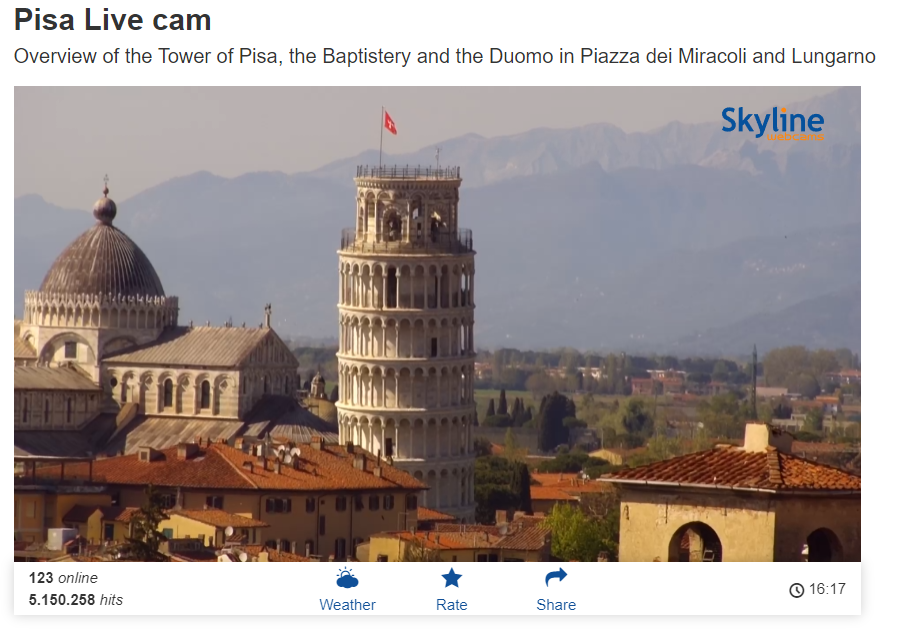 Pisa Live cam
Overview of the Tower of Pisa, the Baptistery and the Duomo in Piazza dei Miracoli and Lungarno
Skyline
webcams
123 online
5.150.258 hits
Weather
Rate
Share
16:17